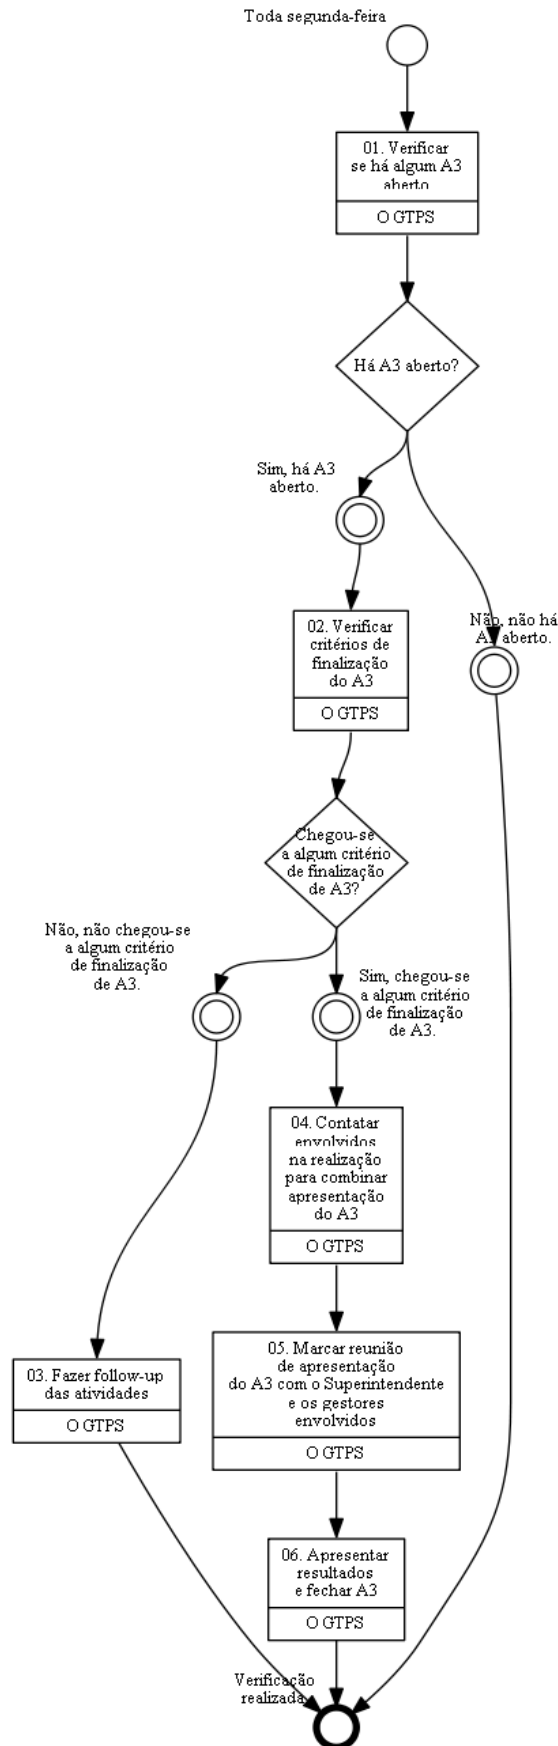 Toda segunda-feira
01. Verificar
se há algum A3
aberto
O GTPS
Há A3 aberto?
Sim, há A3
aberto.
Não, não há
A3 aberto.
02. Verificar
critérios de
finalização
do A3
O GTPS
Chegou-se
a algum critério
de finalização
de A3?
Não, não chegou-se
a algum critério
de finalização
de A3.
Sim, chegou-se
a algum critério
de finalização
de A3.
04. Contatar
envolvidos
na realização
para combinar
apresentação
do A3
O GTPS
03. Fazer follow-up
das atividades
O GTPS
05. Marcar reunião
de apresentação
do A3 com o Superintendente
e os gestores
envolvidos
O GTPS
06. Apresentar
resultados
e fechar A3
O GTPS
Verificação
realizada